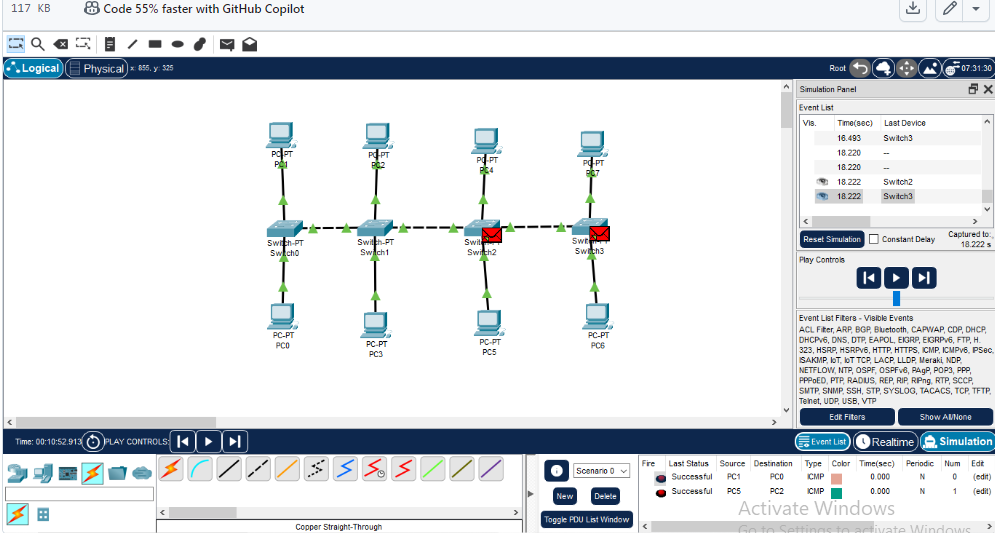 117 KB Code 55% faster with GitHub Copilot
Logical Physical x: 855, y: 325 Root 07:31:30
Simulation Panel
Event List
Vis. Time(sec) Last Device
16.493 Switch3
18.220 --
18.220 --
18.222 Switch2
18.222 Switch3
Reset Simulation Constant Delay Captured to:
18.222 s
Play Controls
Event List Filters - Visible Events
ACL Filter, ARP, BGP, Bluetooth, CAPWAP, CDP, DHCP,
DHCPv6, DNS, DTP, EAPOL, EIGRP, EIGRPv6, FTP, H.
323, HSRP, HSRPv6, HTTP, HTTPS, ICMP, ICMPv6, IPSec,
ISAKMP, IoT, IoT TCP, LACP, LLDP, Meraki, NDP,
NETFLOW, NTP, OSPF, OSPFv6, PAgP, POP3, PPP,
PPPoED, PTP, RADIUS, REP, RIP, RIPng, RTP, SCCP,
SMTP, SNMP, SSH, STP, SYSLOG, TACACS, TCP, TFTP,
Telnet, UDP, USB, VTP
Edit Filters Show All/None
Event List Realtime Simulation
PC-PT
PC1
PC-PT
PC2
PC-PT
PC4
PC-PT
PC7
Switch-PT
Switch0
Switch-PT
Switch1
Switch2
Switch3
PC-PT
PC0
PC-PT
PC3
PC-PT
PC5
PC-PT
PC6
Time: 00:10:52.913 PLAY CONTROLS:
Copper Straight-Through
Scenario 0
New Delete
Toggle PDU List Window
Fire Last Status Source Destination Type Color Time(sec) Periodic Num Edit
Successful PC1 PC0 ICMP 0.000 N 0 (edit)
Successful PC5 PC2 ICMP 0.000 N 1 (edit)
Activate Windows
Go to Settings to activate Windows